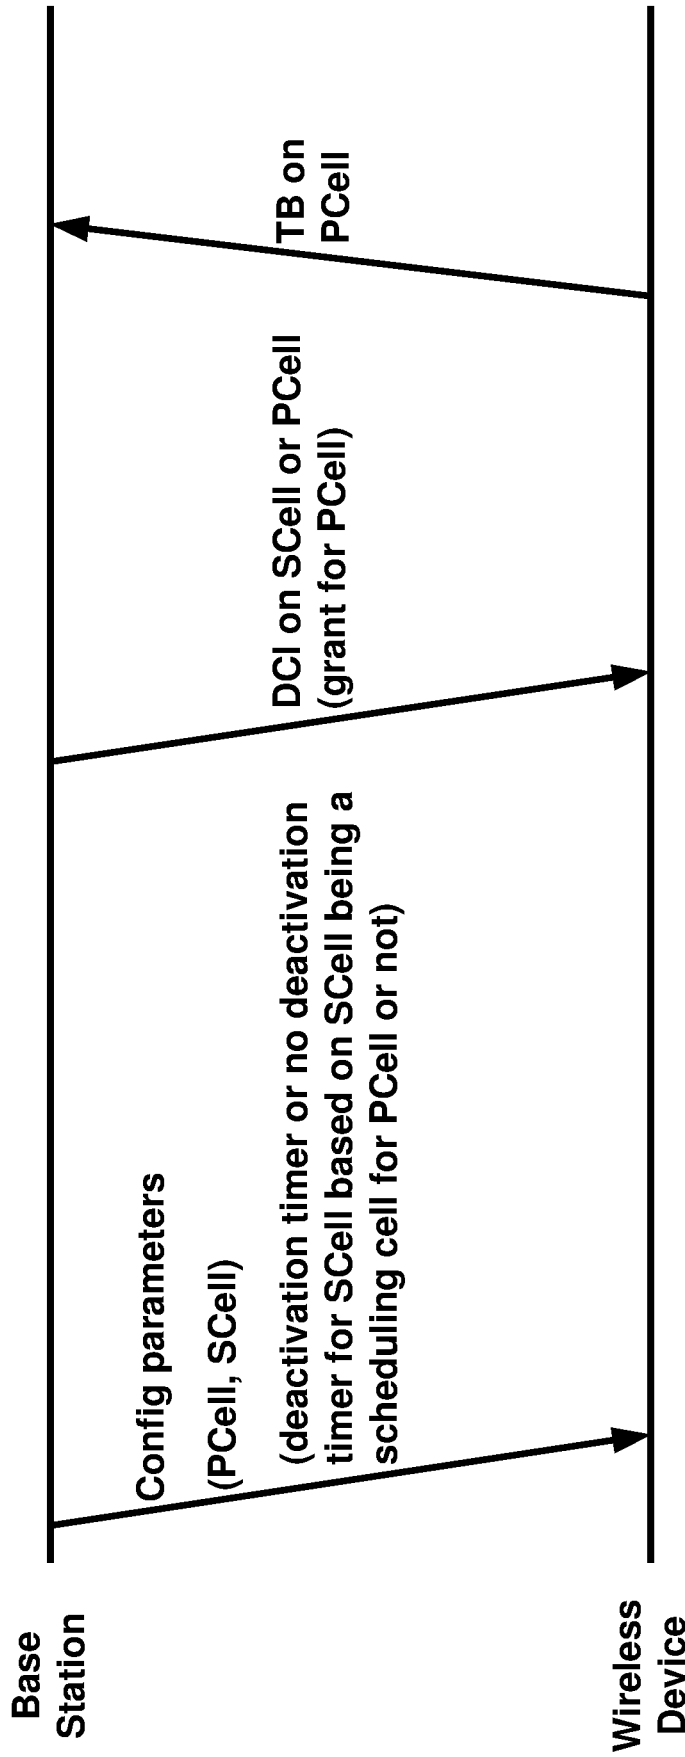 Base
Station
Config parameters
(PCell, SCell)
(deactivation timer or no deactivation
timer for SCell based on SCell being a
scheduling cell for PCell or not)
DCI on SCell or PCell
(grant for PCell)
TB on
PCell
Wireless
Device